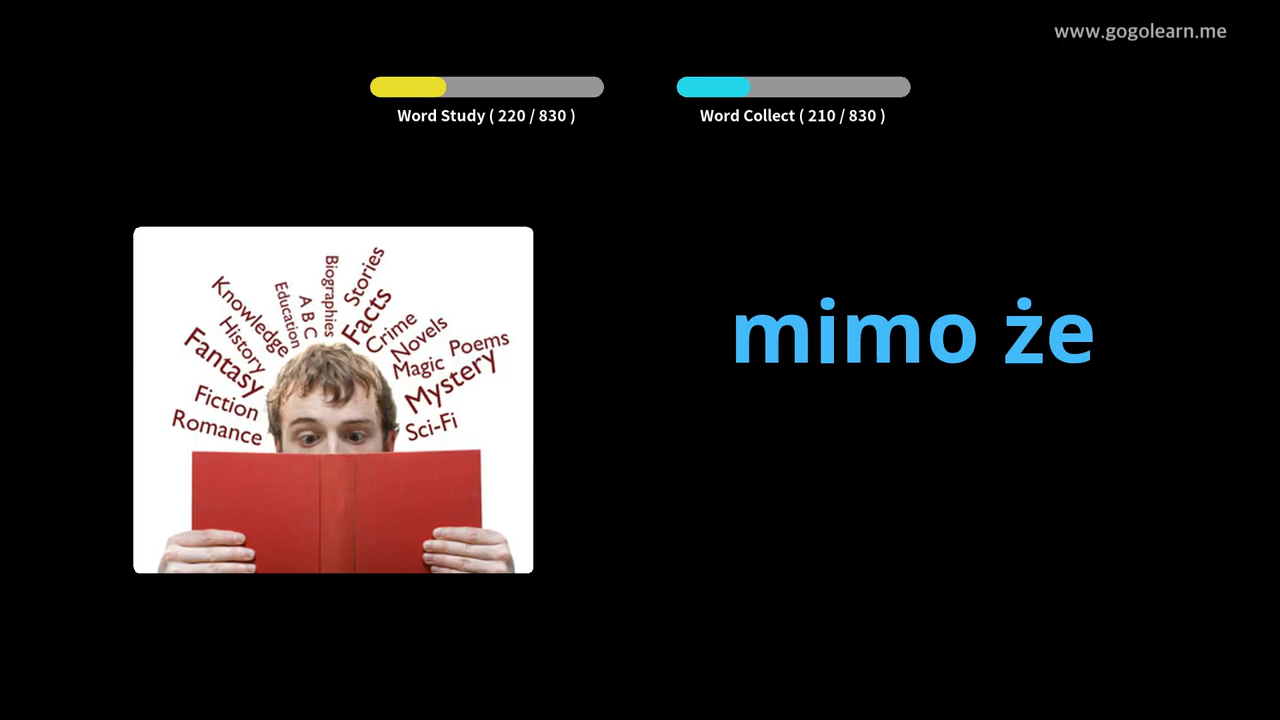 www.gogolearn.me
Word Study ( 220 / 830 )
Word Collect ( 210 / 830 )
mimo że
Romance
Fiction
Fantasy
History
Knowledge
Education
A B C
Biographies
Stories
Facts
Crime
Novels
Magic
Poems
Mystery
Sci-Fi